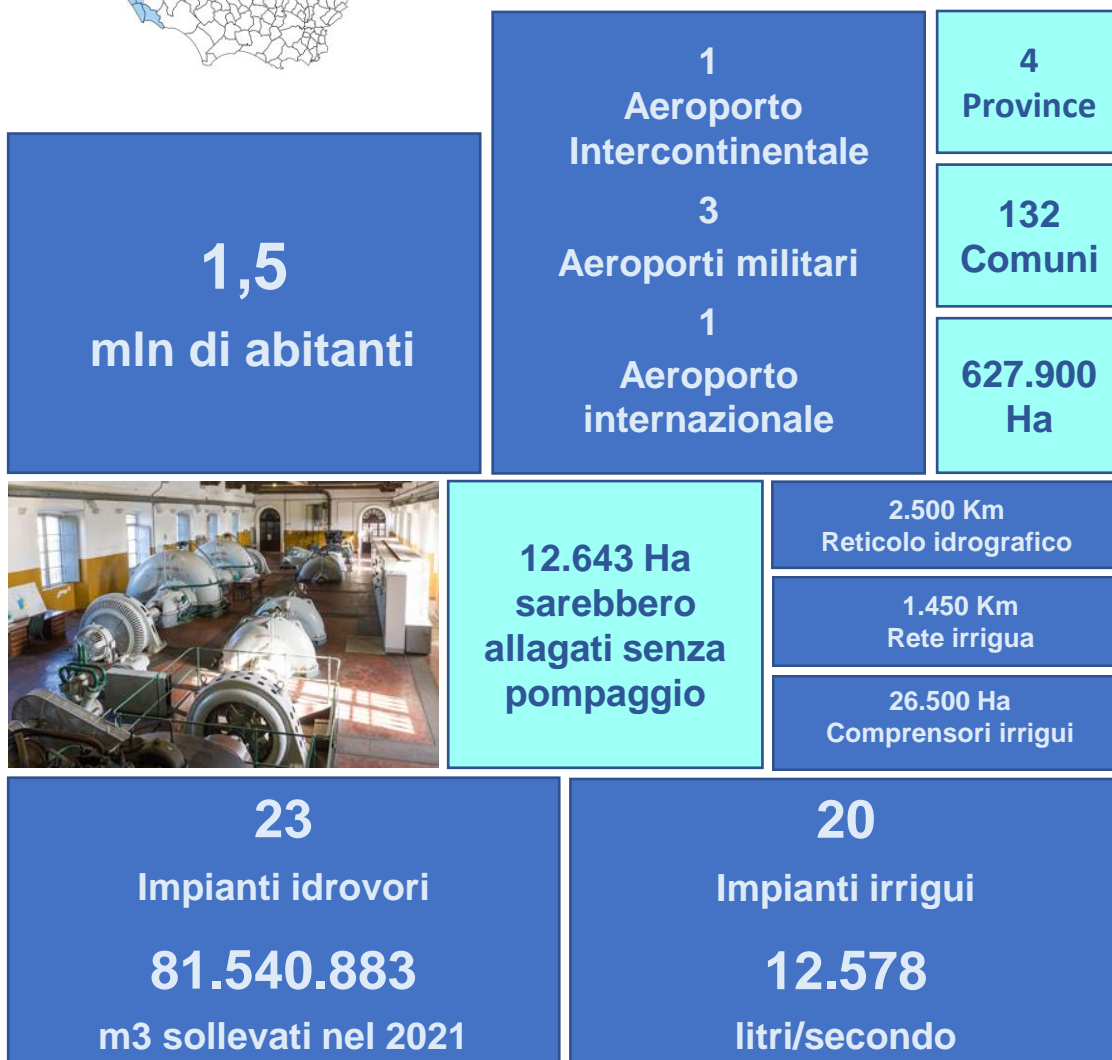 1
Aeroporto
Intercontinentale
3
Aeroporti militari
1
Aeroporto
internazionale
4
Province
132
Comuni
627.900
Ha
1,5
mln di abitanti
12.643 Ha
sarebbero
allagati senza
pompaggio
2.500 Km
Reticolo idrografico
1.450 Km
Rete irrigua
26.500 Ha
Comprensori irrigui
23
Impianti idrovori
81.540.883
m3 sollevati nel 2021
20
Impianti irrigui
12.578
litri/secondo